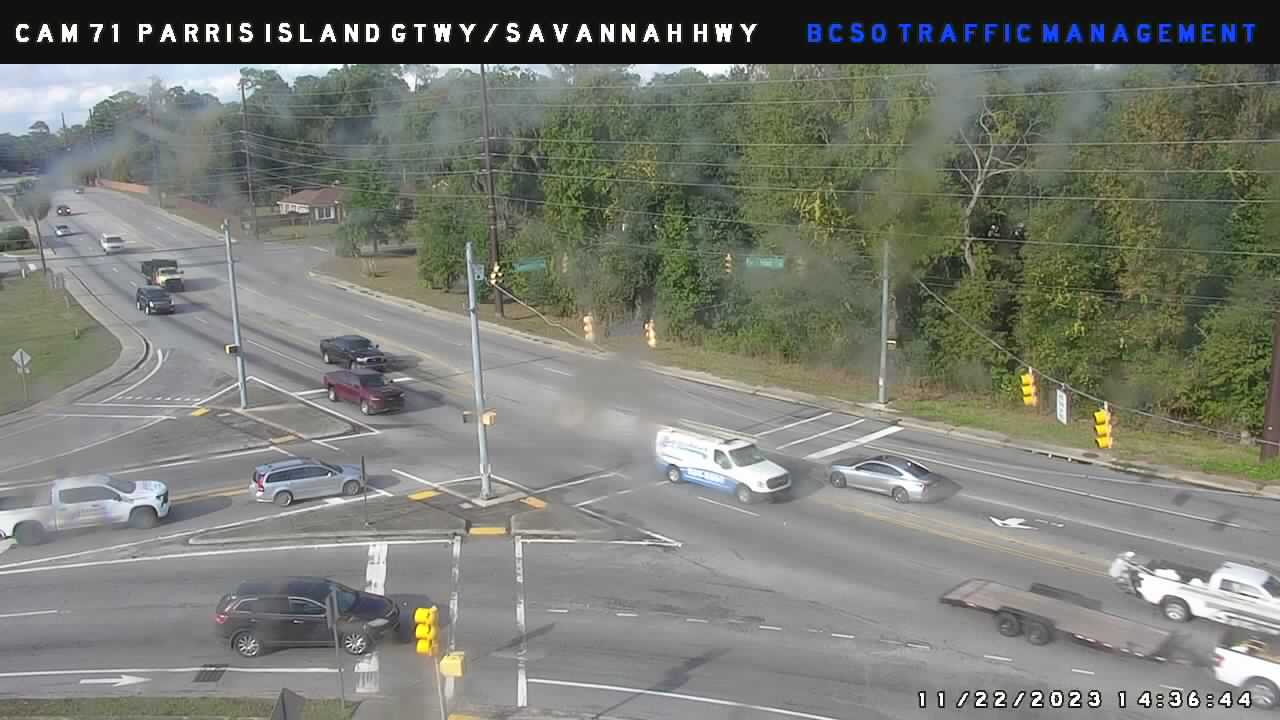 CAM 71 PARRIS ISLAND GTWY/SAVANNAH HWY
BCSO TRAFFIC MANAGEMENT
11/22/2023 14:36:44